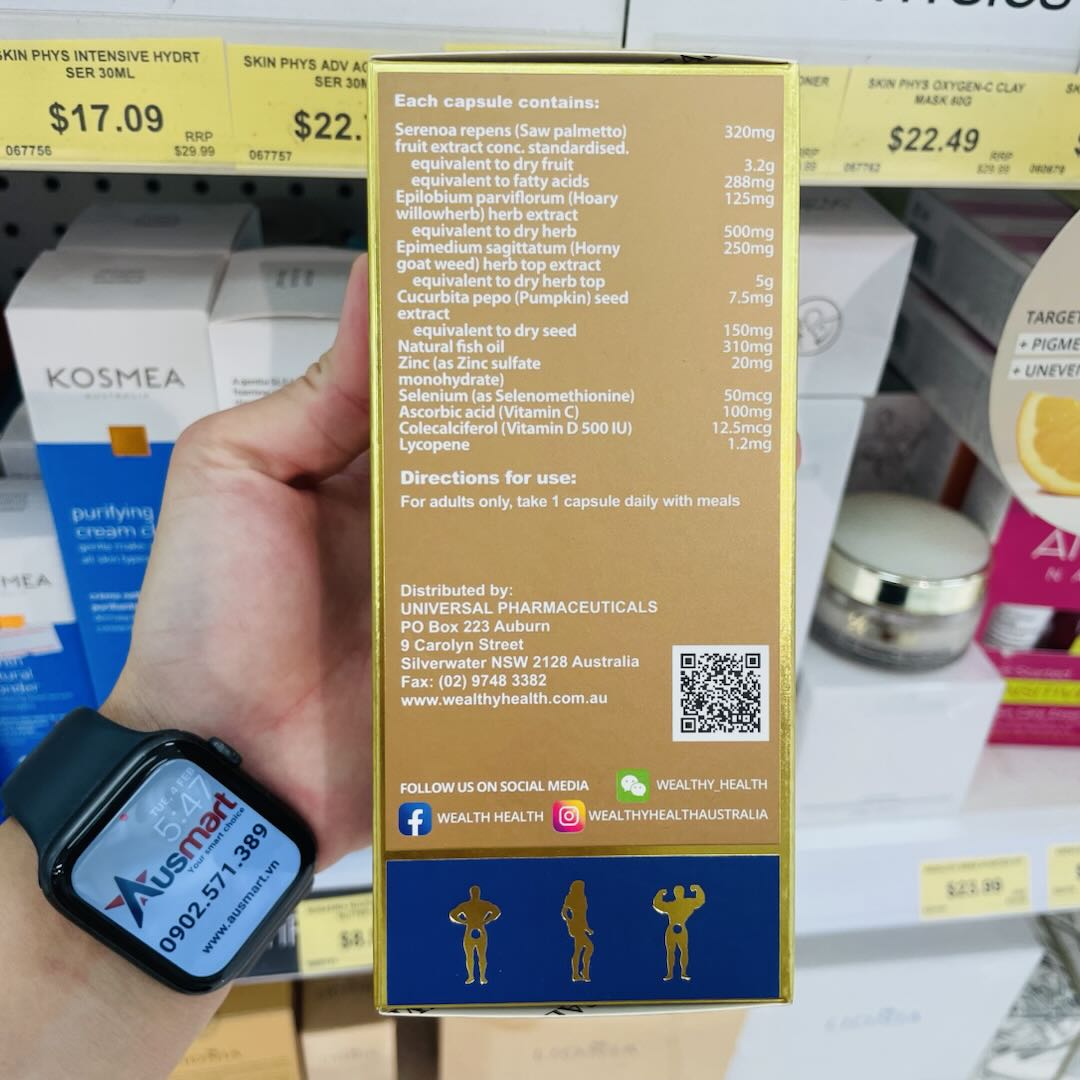 SKIN PHYS INTENSIVE HYDRT
SER 30ML
$17.09
RRP
$29.99
067756
SKIN PHYS ADV
SER 30M
$22.
067757
SKIN PHYS OXYGEN-C CLAY
MASK 60G
$22.49
RRP
067762
Each capsule contains:
Serenoa repens (Saw palmetto) 320mg
fruit extract conc. standardised.
equivalent to dry fruit 3.2g
equivalent to fatty acids 288mg
Epilobium parviflorum (Hoary 125mg
willowherb) herb extract
equivalent to dry herb 500mg
Epimedium sagittatum (Horny 250mg
goat weed) herb top extract
equivalent to dry herb top 5g
Cucurbita pepo (Pumpkin) seed 7.5mg
extract
equivalent to dry seed 150mg
Natural fish oil 310mg
Zinc (as Zinc sulfate 20mg
monohydrate)
Selenium (as Selenomethionine) 50mcg
Ascorbic acid (Vitamin C) 100mg
Colecalciferol (Vitamin D 500 IU) 12.5mcg
Lycopene 1.2mg
Directions for use:
For adults only, take 1 capsule daily with meals
Distributed by:
UNIVERSAL PHARMACEUTICALS
PO Box 223 Auburn
9 Carolyn Street
Silverwater NSW 2128 Australia
Fax: (02) 9748 3382
www.wealthyhealth.com.au
FOLLOW US ON SOCIAL MEDIA WEALTHY_HEALTH
WEALTH HEALTH WEALTHYHEALTHAUSTRALIA
KOSMEA
AUSTRALIA
purifying
cream cl
MEA
TARGET
+ PIGME
+ UNEVEN
$23.99
TUE, 4 FEB
5:47
Ausmart
Your smart choice
0902.571.389
www.ausmart.vn